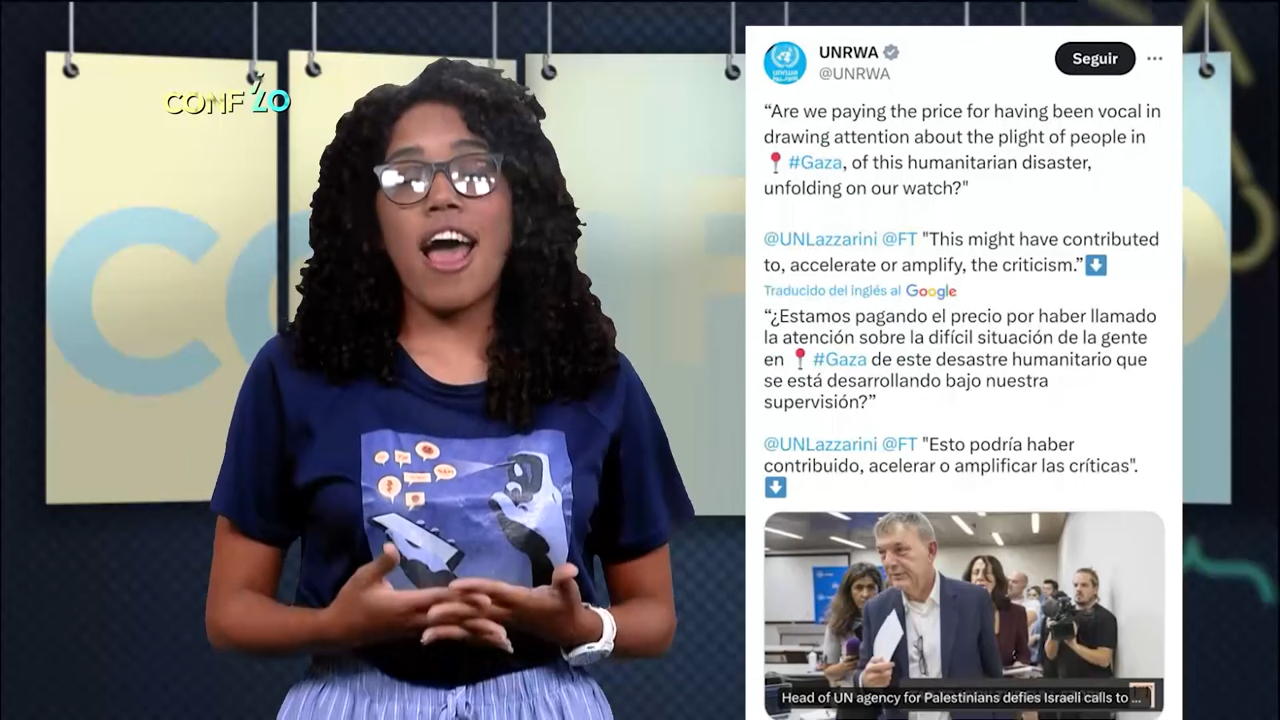 CONF 20
UNRWA
@UNRWA
Seguir
“Are we paying the price for having been vocal in
drawing attention about the plight of people in
📍 #Gaza, of this humanitarian disaster,
unfolding on our watch?"
@UNLazzarini @FT "This might have contributed
to, accelerate or amplify, the criticism.”⬇️
Traducido del inglés al Google
“¿Estamos pagando el precio por haber llamado
la atención sobre la difícil situación de la gente
en 📍 #Gaza de este desastre humanitario que
se está desarrollando bajo nuestra
supervisión?”
@UNLazzarini @FT "Esto podría haber
contribuido, acelerar o amplificar las críticas".
⬇️
Head of UN agency for Palestinians defies Israeli calls to ...